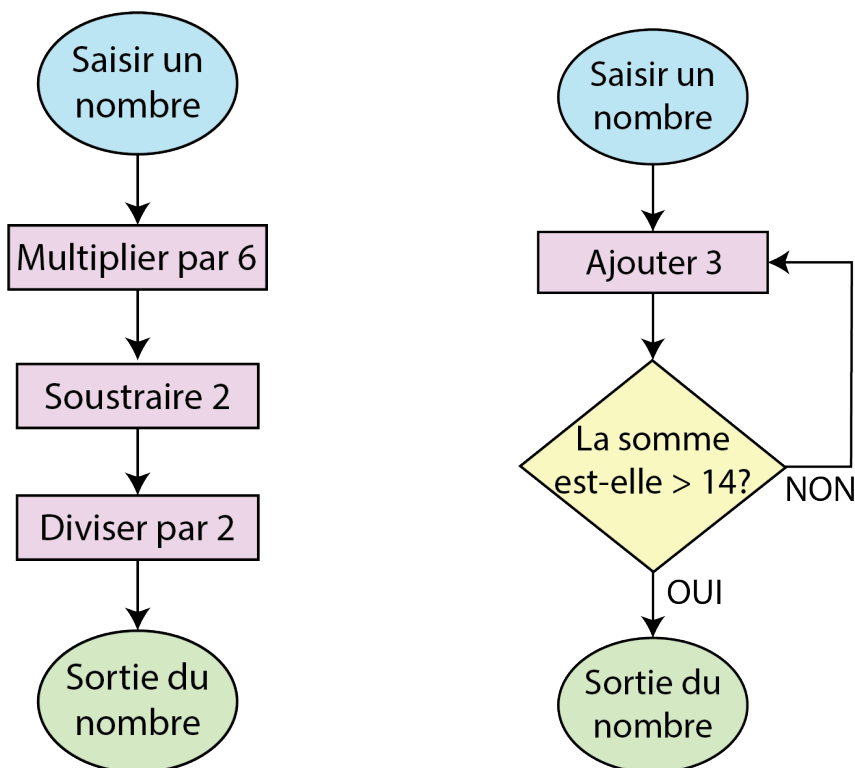 Saisir un
nombre
Multiplier par 6
Soustraire 2
Diviser par 2
Sortie du
nombre
Saisir un
nombre
Ajouter 3
La somme
est-elle > 14?
NON
OUI
Sortie du
nombre